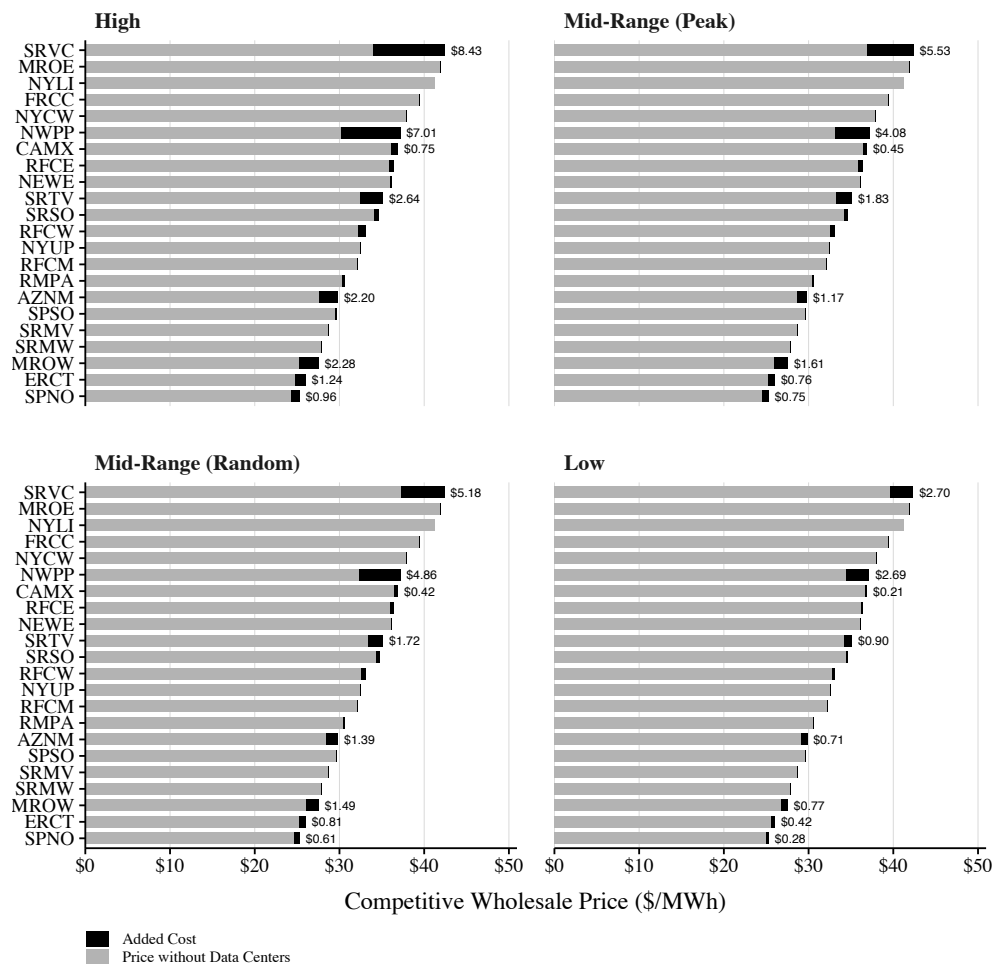 High
Mid-Range (Peak)
SRVC $8.43 $5.53
MROE
NYLI
FRCC
NYCW
NWPP $7.01 $4.08
CAMX $0.75 $0.45
RFCE
NEWE
SRTV $2.64 $1.83
SRSO
RFCW
NYUP
RFCM
RMPA
AZNM $2.20 $1.17
SPSO
SRMV
SRMW
MROW $2.28 $1.61
ERCT $1.24 $0.76
SPNO $0.96 $0.75
Mid-Range (Random)
Low
SRVC $5.18 $2.70
MROE
NYLI
FRCC
NYCW
NWPP $4.86 $2.69
CAMX $0.42 $0.21
RFCE
NEWE
SRTV $1.72 $0.90
SRSO
RFCW
NYUP
RFCM
RMPA
AZNM $1.39 $0.71
SPSO
SRMV
SRMW
MROW $1.49 $0.77
ERCT $0.81 $0.42
SPNO $0.61 $0.28
$0 $10 $20 $30 $40 $50 $0 $10 $20 $30 $40 $50
Competitive Wholesale Price ($/MWh)
Added Cost
Price without Data Centers